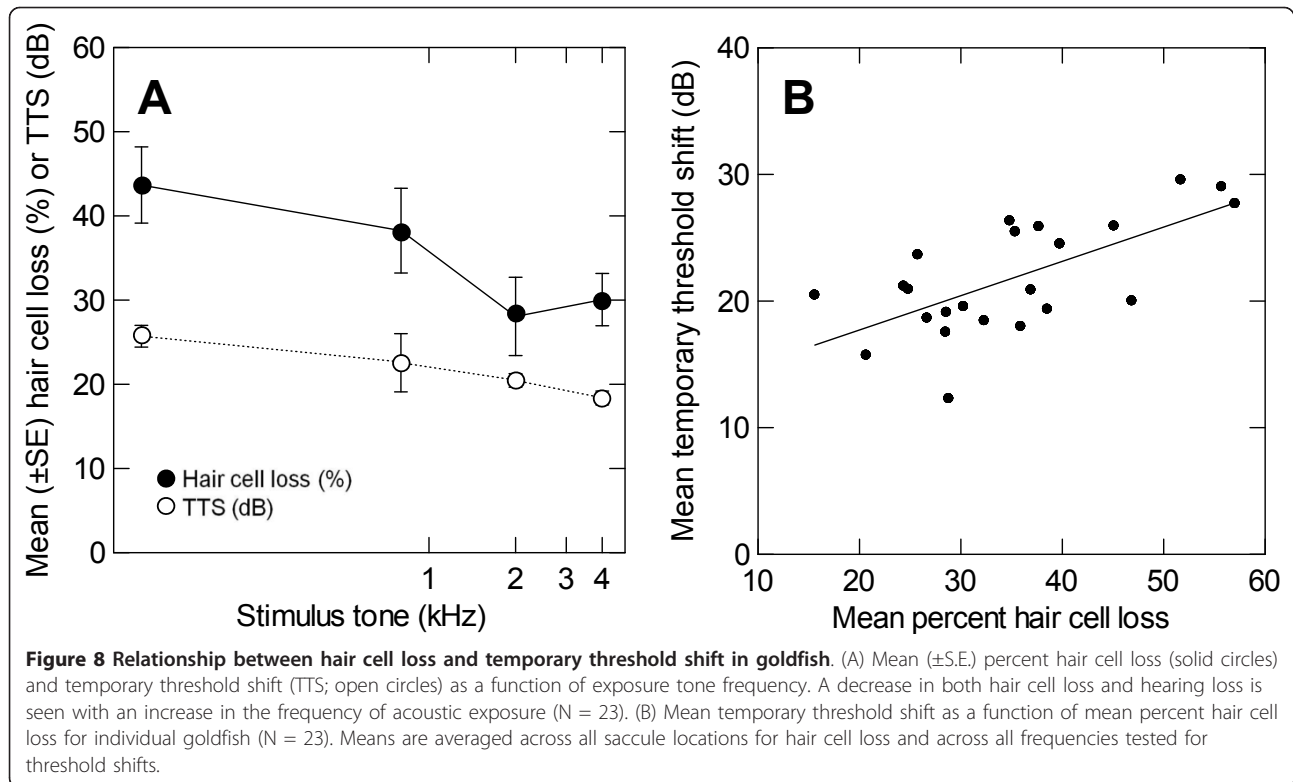 A
Mean (±SE) hair cell loss (%) or TTS (dB)
60
50
40
30
20
10
0
Hair cell loss (%)
TTS (dB)
1 2 3 4
Stimulus tone (kHz)
B
Mean temporary threshold shift (dB)
40
30
20
10
0
10 20 30 40 50 60
Mean percent hair cell loss
Figure 8 Relationship between hair cell loss and temporary threshold shift in goldfish. (A) Mean (±S.E.) percent hair cell loss (solid circles)
and temporary threshold shift (TTS; open circles) as a function of exposure tone frequency. A decrease in both hair cell loss and hearing loss is
seen with an increase in the frequency of acoustic exposure (N = 23). (B) Mean temporary threshold shift as a function of mean percent hair cell
loss for individual goldfish (N = 23). Means are averaged across all saccule locations for hair cell loss and across all frequencies tested for
threshold shifts.